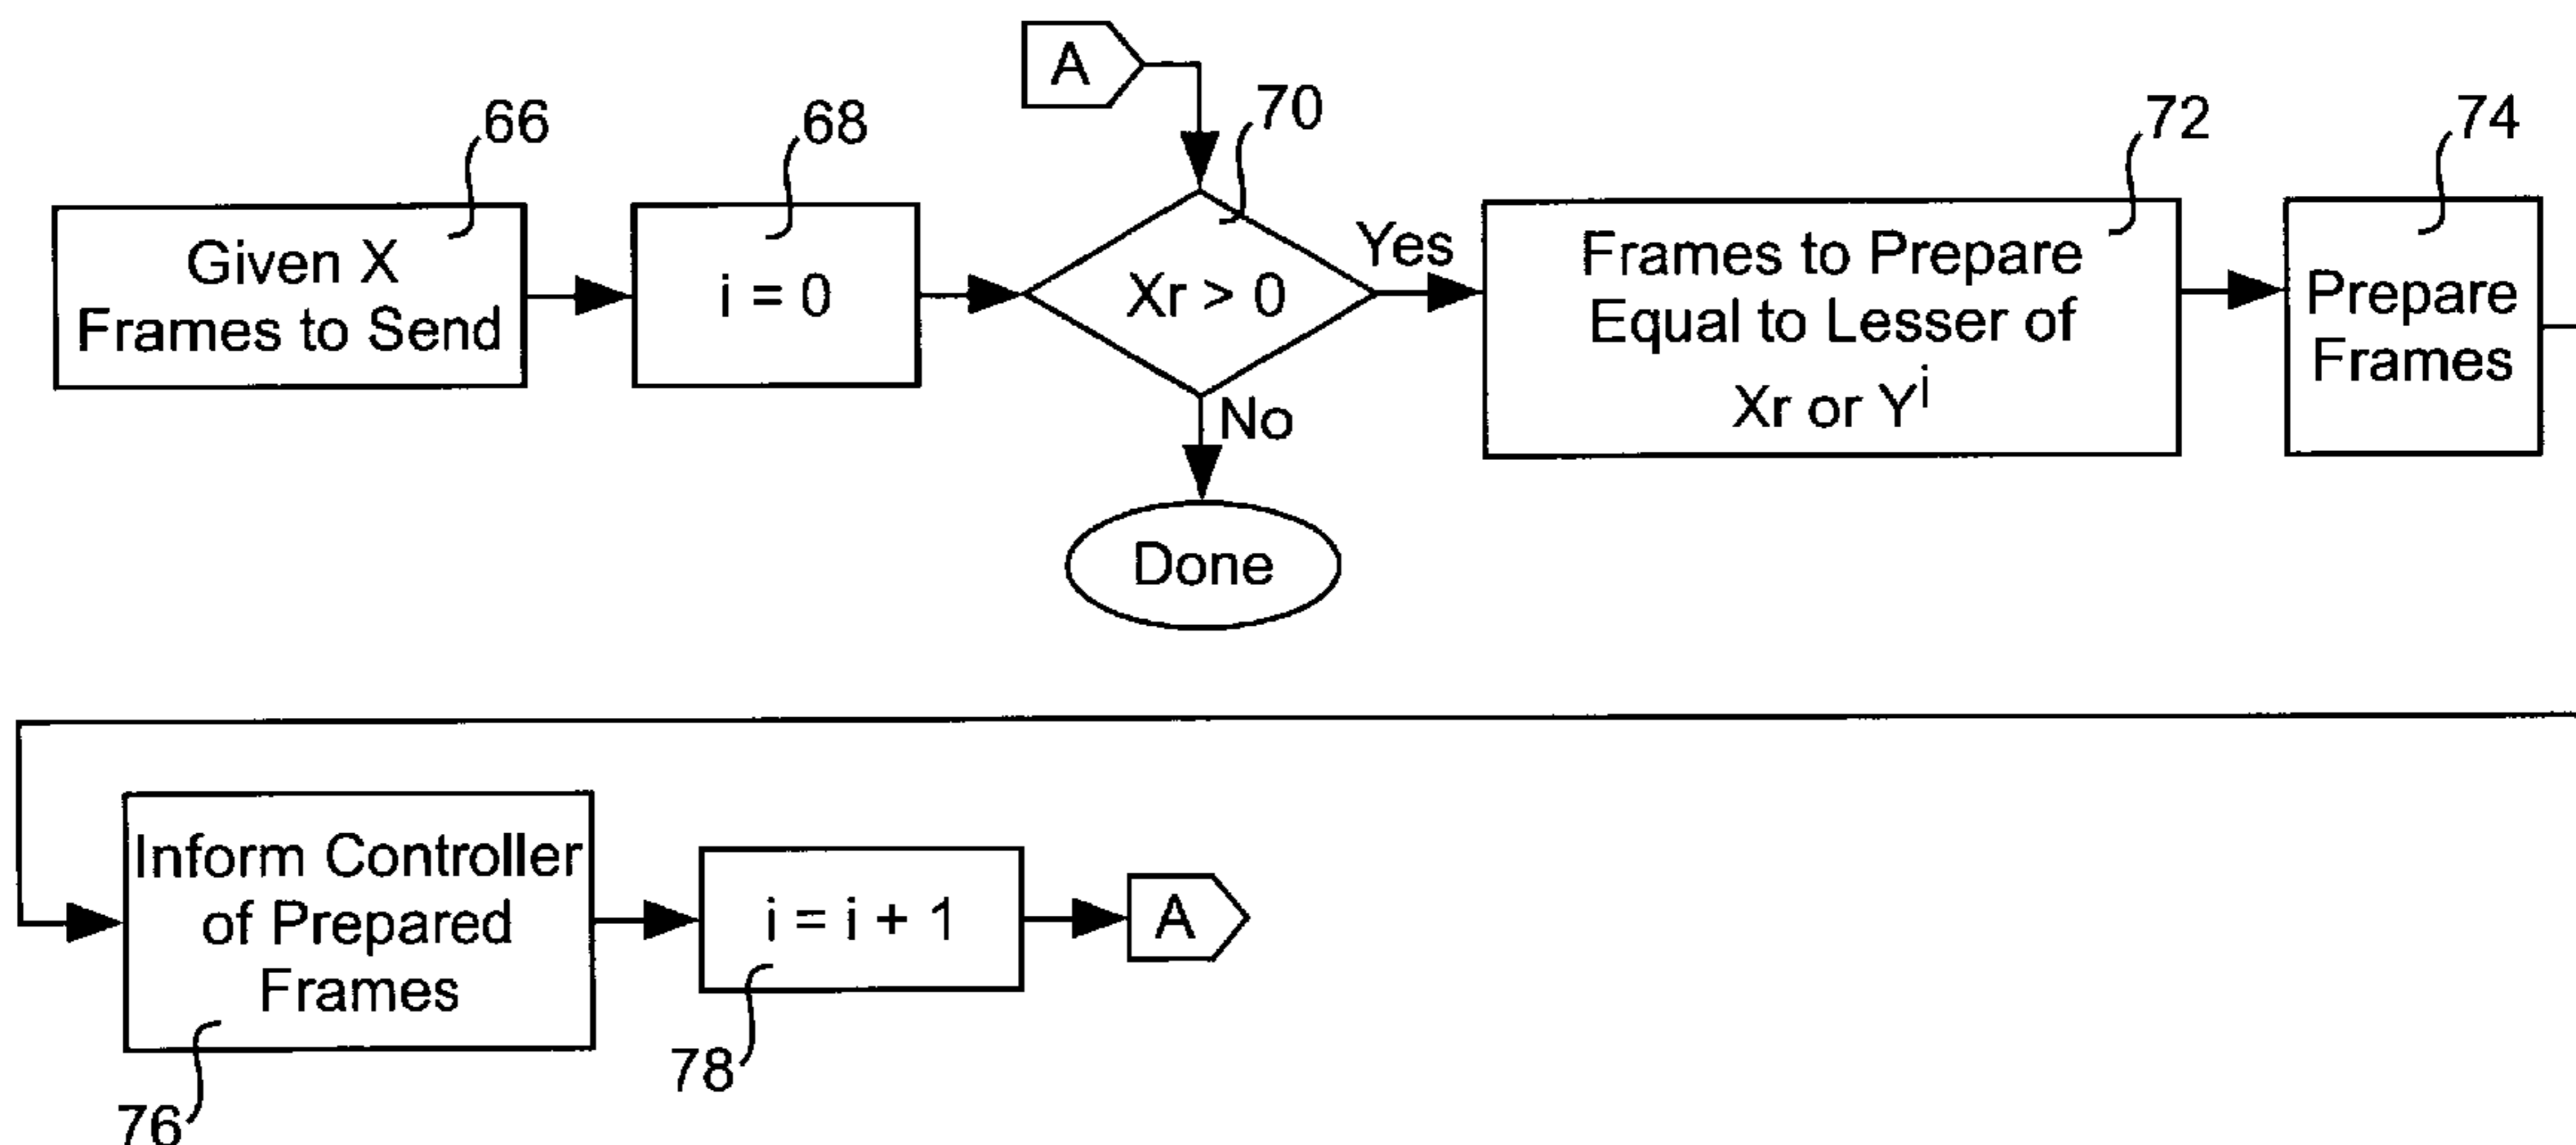 A
66
68
70
72
74
Given X
Frames to Send
i = 0
Xr > 0
Yes
No
Done
Frames to Prepare
Equal to Lesser of
Xr or Yⁱ
Prepare
Frames
Inform Controller
of Prepared
Frames
76
i = i + 1
78
A